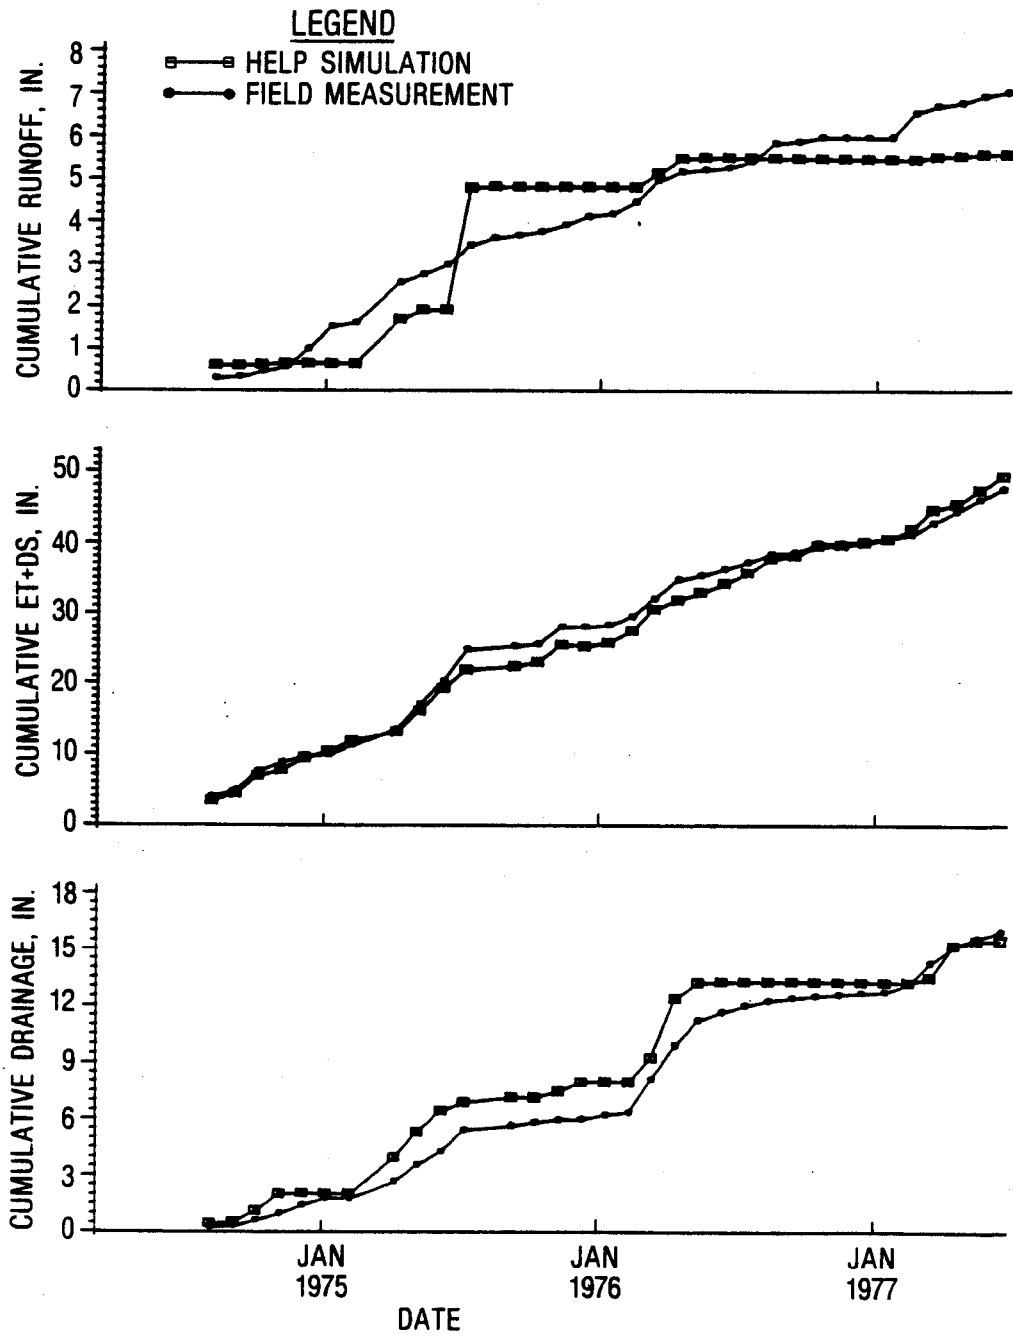 LEGEND
HELP SIMULATION
FIELD MEASUREMENT
CUMULATIVE RUNOFF, IN.
8
7
6
5
4
3
2
1
0
CUMULATIVE ET+DS, IN.
50
40
30
20
10
0
CUMULATIVE DRAINAGE, IN.
18
15
12
9
6
3
0
JAN JAN JAN
1975 1976 1977
DATE